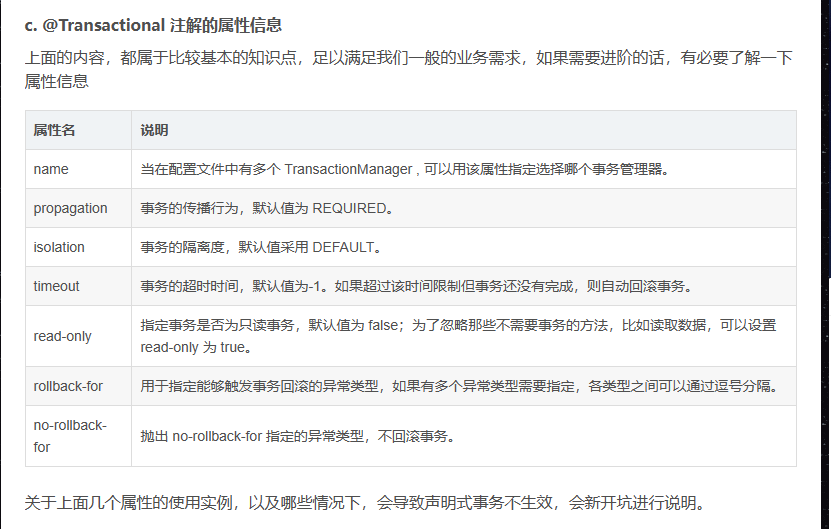 c. @Transactional 注解的属性信息
上面的内容，都属于比较基本的知识点，足以满足我们一般的业务需求，如果需要进阶的话，有必要了解一下
属性信息
属性名 说明
name 当在配置文件中有多个 TransactionManager , 可以用该属性指定选择哪个事务管理器。
propagation 事务的传播行为，默认值为 REQUIRED。
isolation 事务的隔离度，默认值采用 DEFAULT。
timeout 事务的超时时间，默认值为-1。如果超过该时间限制但事务还没有完成，则自动回滚事务。
read-only 指定事务是否为只读事务，默认值为 false；为了忽略那些不需要事务的方法，比如读取数据，可以设置
read-only 为 true。
rollback-for 用于指定能够触发事务回滚的异常类型，如果有多个异常类型需要指定，各类型之间可以通过逗号分隔。
no-rollback-
for 抛出 no-rollback-for 指定的异常类型，不回滚事务。
关于上面几个属性的使用实例，以及哪些情况下，会导致声明式事务不生效，会新开坑进行说明。